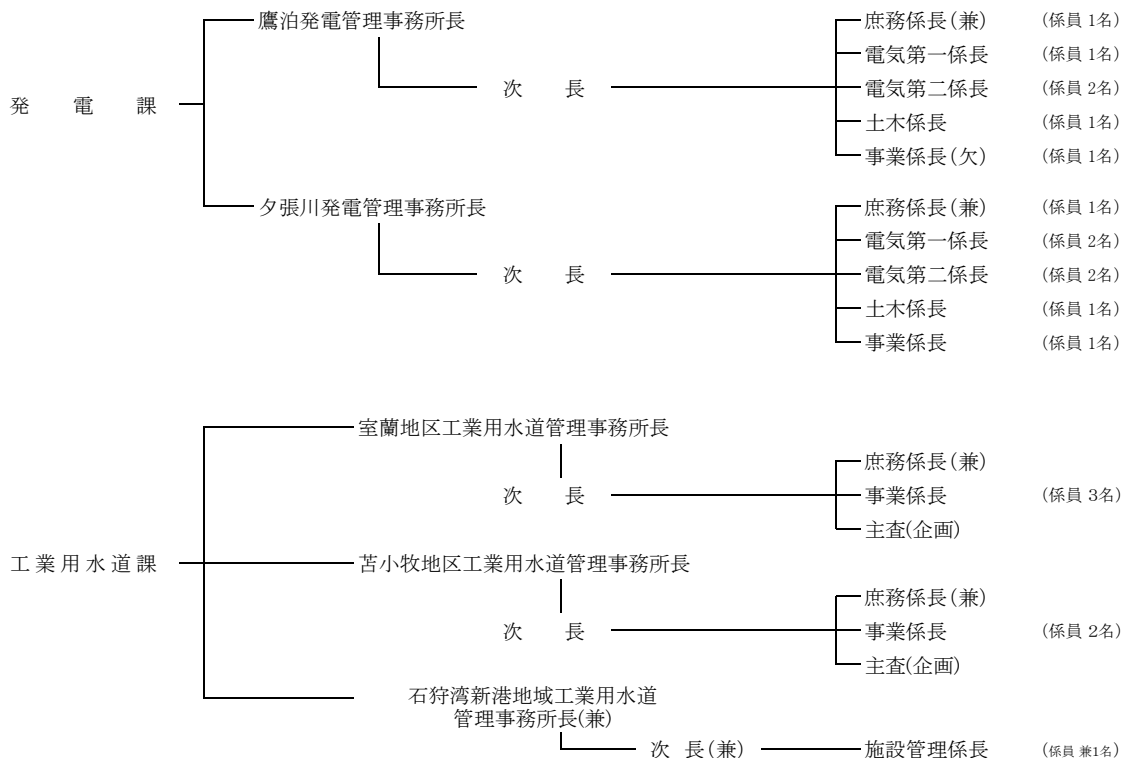 鷹泊発電管理事務所長
庶務係長(兼) (係員 1名)
電気第一係長 (係員 1名)
次 長 電気第二係長 (係員 2名)
発 電 課
土木係長 (係員 1名)
事業係長(欠) (係員 1名)
夕張川発電管理事務所長 庶務係長(兼) (係員 1名)
電気第一係長 (係員 2名)
次 長 電気第二係長 (係員 2名)
土木係長 (係員 1名)
事業係長 (係員 1名)
室蘭地区工業用水道管理事務所長
庶務係長(兼)
次 長 事業係長 (係員 3名)
主査(企画)
工業用水道課 苫小牧地区工業用水道管理事務所長
庶務係長(兼)
次 長 事業係長 (係員 2名)
主査(企画)
石狩湾新港地域工業用水道
管理事務所長(兼)
次 長(兼) 施設管理係長 (係員 兼1名)